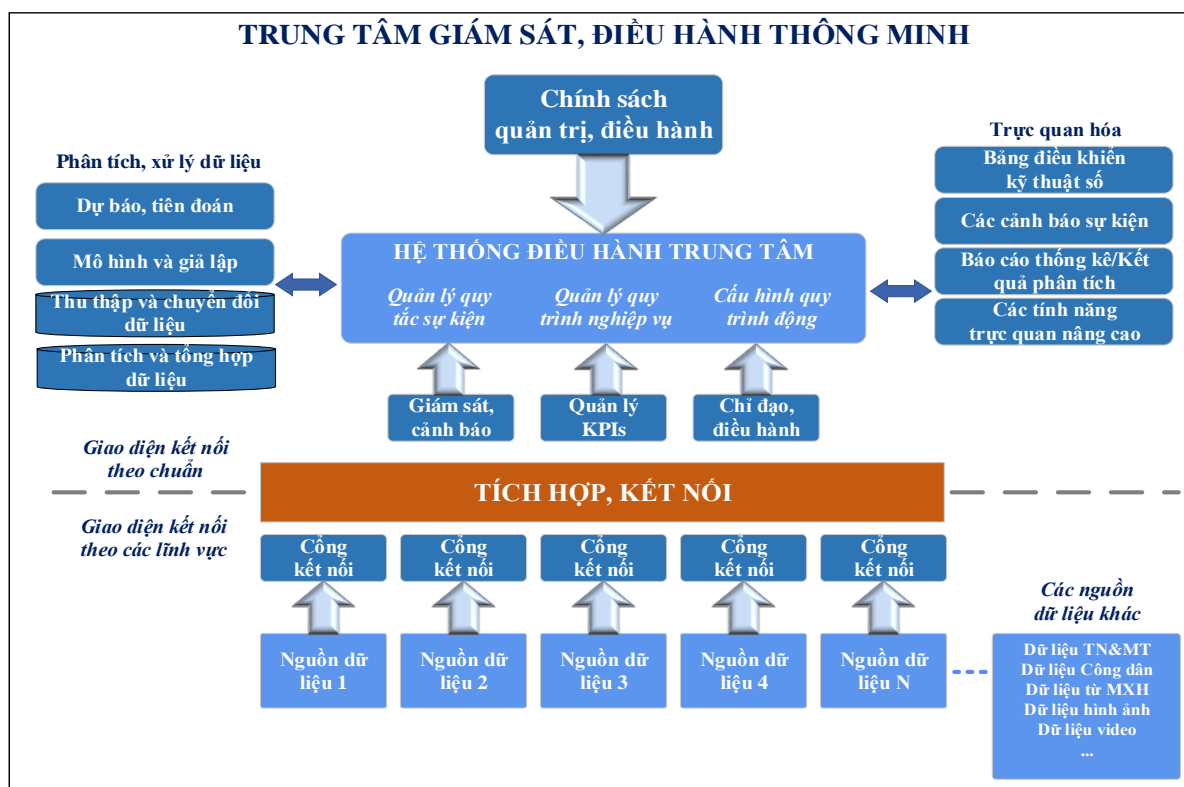 TRUNG TÂM GIÁM SÁT, ĐIỀU HÀNH THÔNG MINH
Chính sách
quản trị, điều hành
Phân tích, xử lý dữ liệu
Dự báo, tiên đoán
Mô hình và giả lập
Thu thập và chuyển đổi
dữ liệu
Phân tích và tổng hợp
dữ liệu
HỆ THỐNG ĐIỀU HÀNH TRUNG TÂM
Quản lý quy
tắc sự kiện
Quản lý quy
trình nghiệp vụ
Cấu hình quy
trình động
Trực quan hóa
Bảng điều khiển
kỹ thuật số
Các cảnh báo sự kiện
Báo cáo thống kê/Kết
quả phân tích
Các tính năng
trực quan nâng cao
Giám sát,
cảnh báo
Quản lý
KPIs
Chỉ đạo,
điều hành
Giao diện kết nối
theo chuẩn
TÍCH HỢP, KẾT NỐI
Giao diện kết nối
theo các lĩnh vực
Cổng
kết nối
Cổng
kết nối
Cổng
kết nối
Cổng
kết nối
Cổng
kết nối
Nguồn dữ
liệu 1
Nguồn dữ
liệu 2
Nguồn dữ
liệu 3
Nguồn dữ
liệu 4
Nguồn dữ
liệu N
Các nguồn
dữ liệu khác
Dữ liệu TN&MT
Dữ liệu Công dân
Dữ liệu từ MXH
Dữ liệu hình ảnh
Dữ liệu video
...